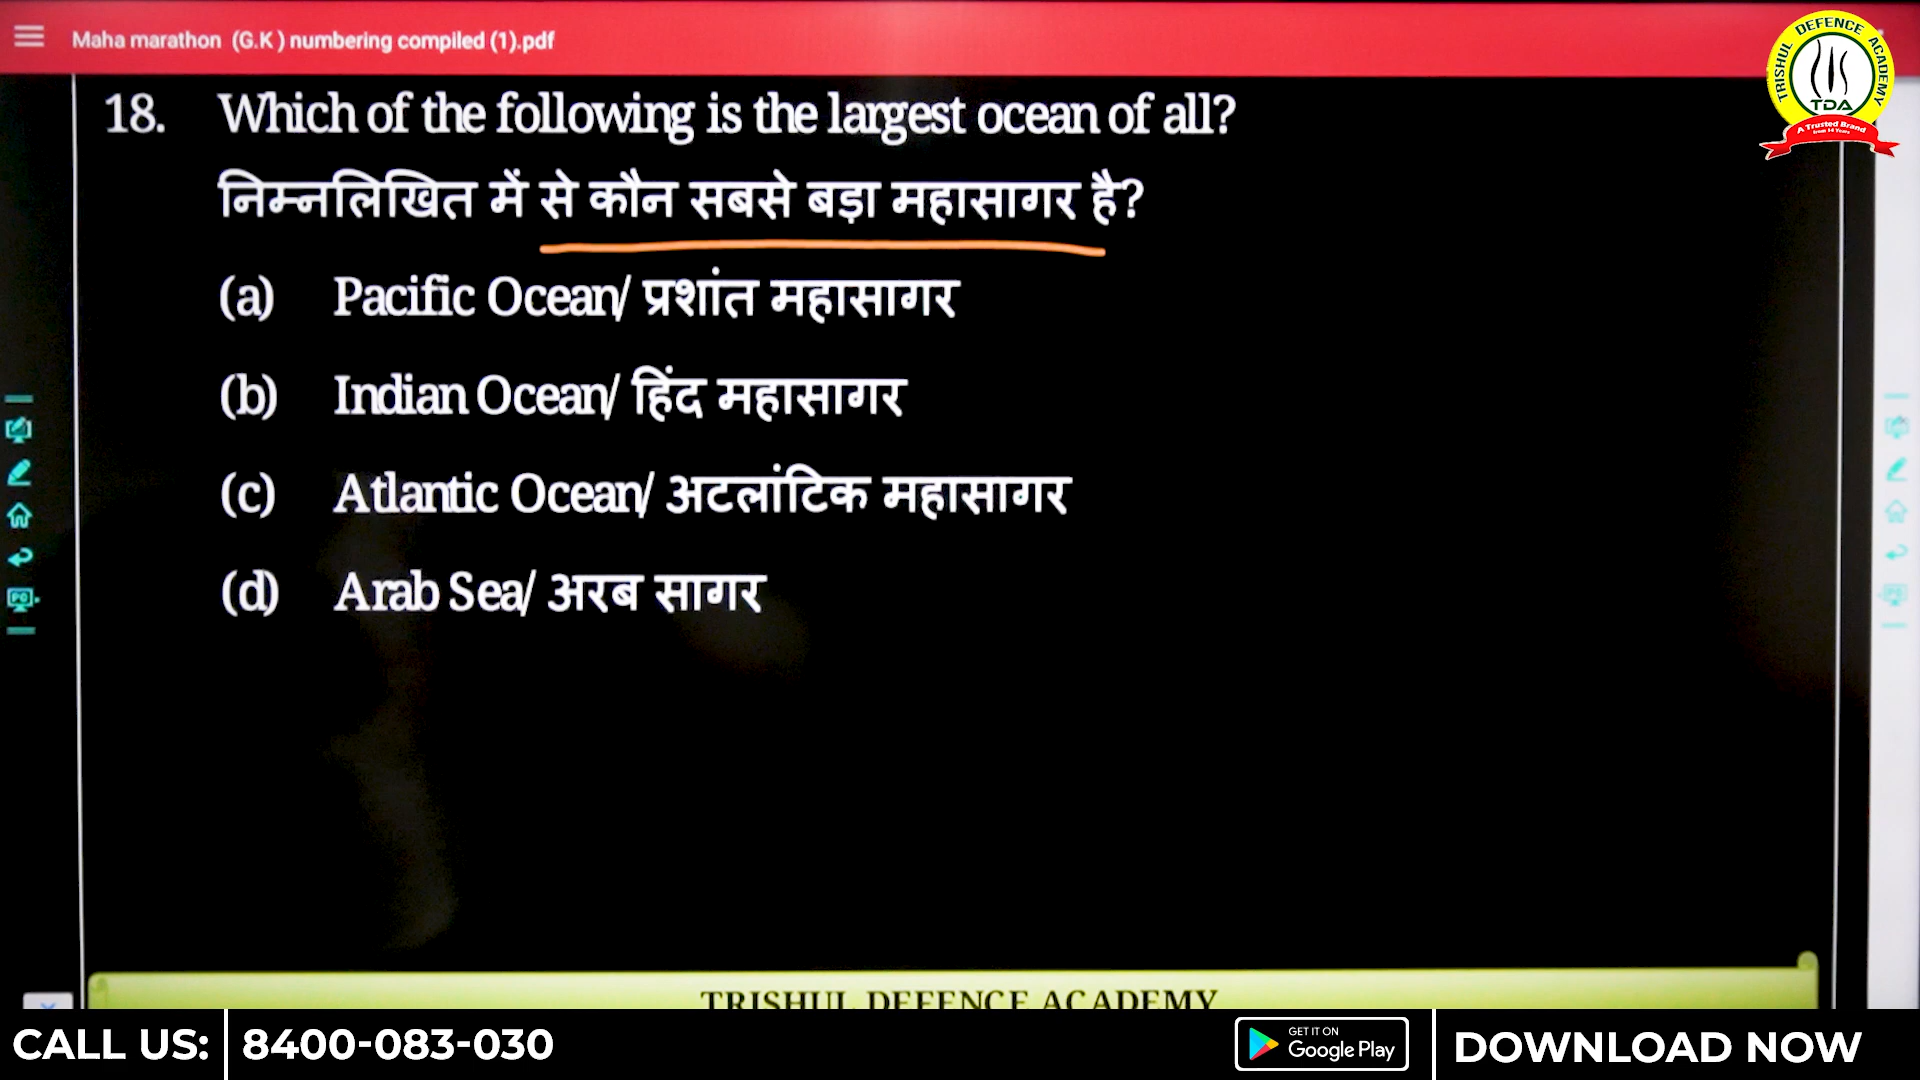 Maha marathon (G.K ) numbering compiled (1).pdf
TRISHUL DEFENCE ACADEMY
TDA
A Trusted Brand
from 14 Years
18. Which of the following is the largest ocean of all?
निम्नलिखित में से कौन सबसे बड़ा महासागर है?
(a) Pacific Ocean/ प्रशांत महासागर
(b) Indian Ocean/ हिंद महासागर
(c) Atlantic Ocean/ अटलांटिक महासागर
(d) Arab Sea/ अरब सागर
TRISHUL DEFENCE ACADEMY
CALL US: 8400-083-030
GET IT ON
Google Play
DOWNLOAD NOW